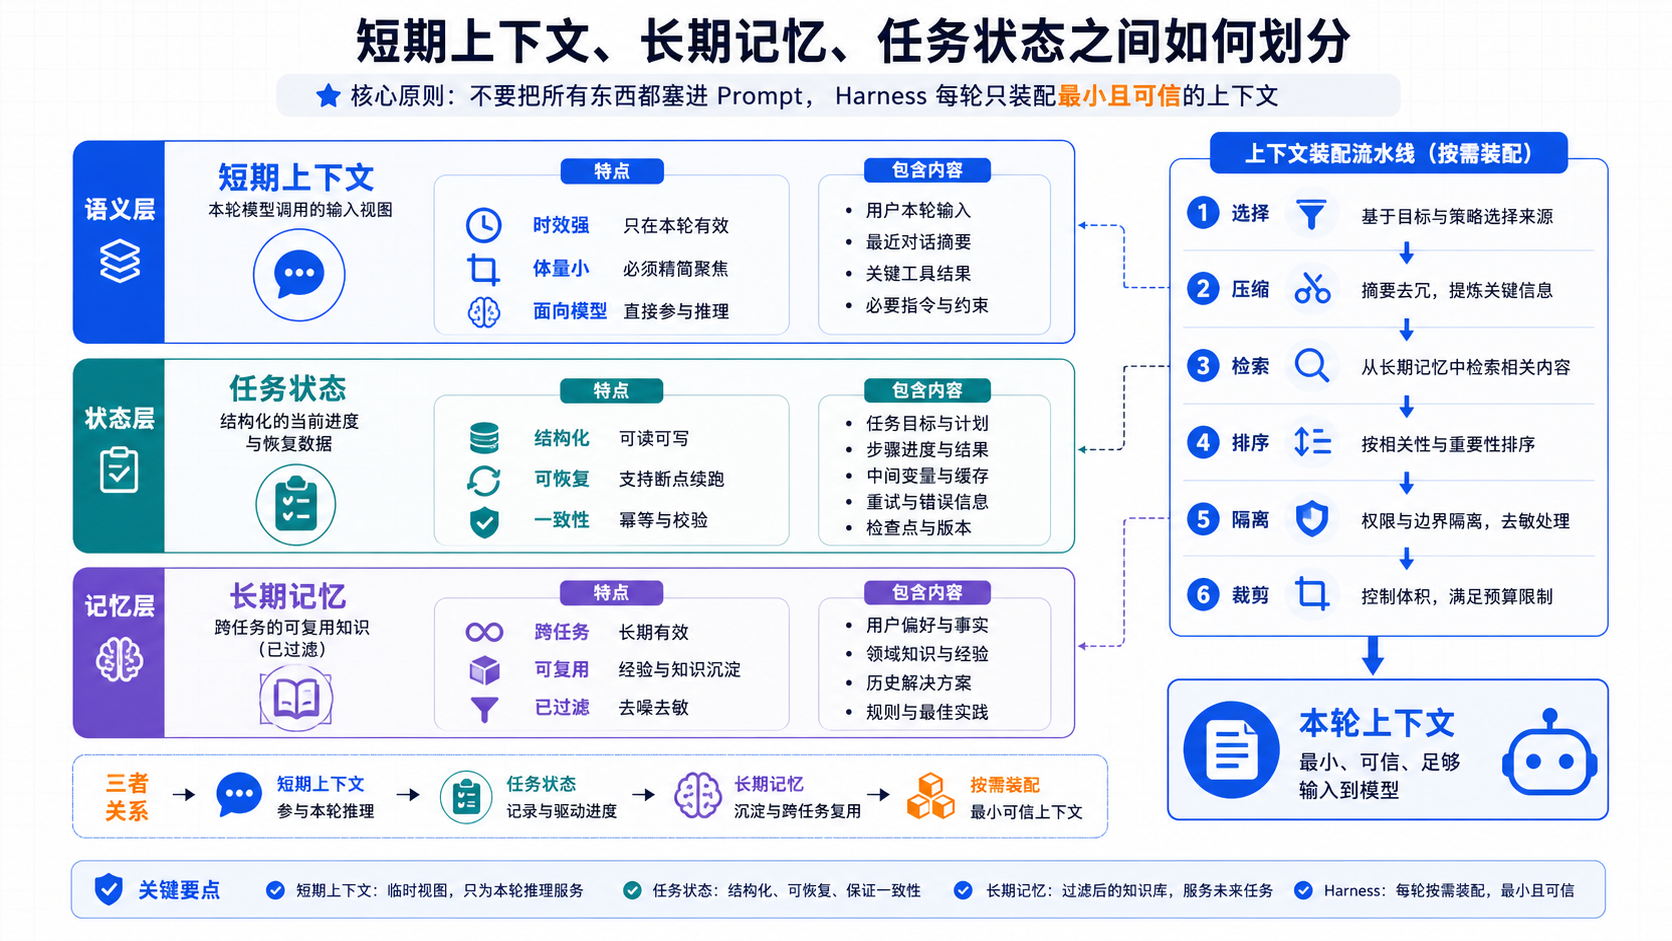 短期上下文、长期记忆、任务状态之间如何划分
核心原则：不要把所有东西都塞进 Prompt， Harness 每轮只装配最小且可信的上下文
语义层
短期上下文
本轮模型调用的输入视图
特点
时效强 只在本轮有效
体量小 必须精简聚焦
面向模型 直接参与推理
包含内容
• 用户本轮输入
• 最近对话摘要
• 关键工具结果
• 必要指令与约束
状态层
任务状态
结构化的当前进度
与恢复数据
特点
结构化 可读可写
可恢复 支持断点续跑
一致性 幂等与校验
包含内容
• 任务目标与计划
• 步骤进度与结果
• 中间变量与缓存
• 重试与错误信息
• 检查点与版本
记忆层
长期记忆
跨任务的可复用知识
（已过滤）
特点
跨任务 长期有效
可复用 经验与知识沉淀
已过滤 去噪去敏
包含内容
• 用户偏好与事实
• 领域知识与经验
• 历史解决方案
• 规则与最佳实践
上下文装配流水线（按需装配）
1 选择 基于目标与策略选择来源
2 压缩 摘要去冗，提炼关键信息
3 检索 从长期记忆中检索相关内容
4 排序 按相关性与重要性排序
5 隔离 权限与边界隔离，去敏处理
6 裁剪 控制体积，满足预算限制
本轮上下文
最小、可信、足够
输入到模型
三者
关系
短期上下文
参与本轮推理
任务状态
记录与驱动进度
长期记忆
沉淀与跨任务复用
按需装配
最小可信上下文
关键要点
短期上下文：临时视图，只为本轮推理服务
任务状态：结构化、可恢复、保证一致性
长期记忆：过滤后的知识库，服务未来任务
Harness：每轮按需装配，最小且可信